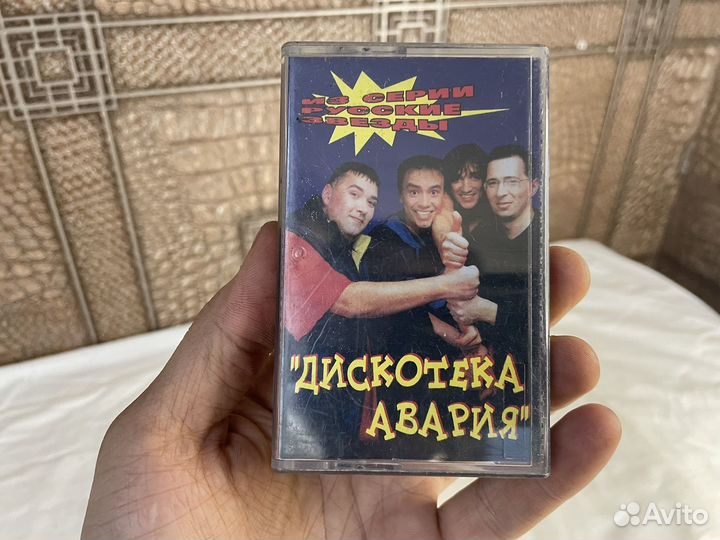 ИЗ СЕРИИ
РУССКИЕ
ЗВЕЗДЫ
"ДИСКОТЕКА
АВАРИЯ"
Avito